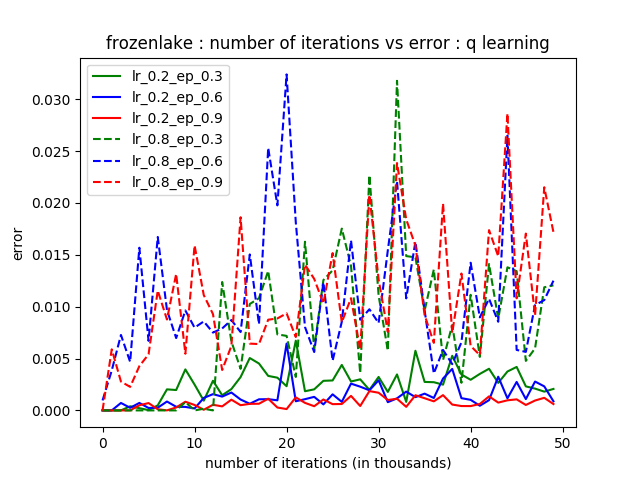 frozenlake : number of iterations vs error : q learning
lr_0.2_ep_0.3
lr_0.2_ep_0.6
lr_0.2_ep_0.9
lr_0.8_ep_0.3
lr_0.8_ep_0.6
lr_0.8_ep_0.9
error
0.030
0.025
0.020
0.015
0.010
0.005
0.000
0 10 20 30 40 50
number of iterations (in thousands)